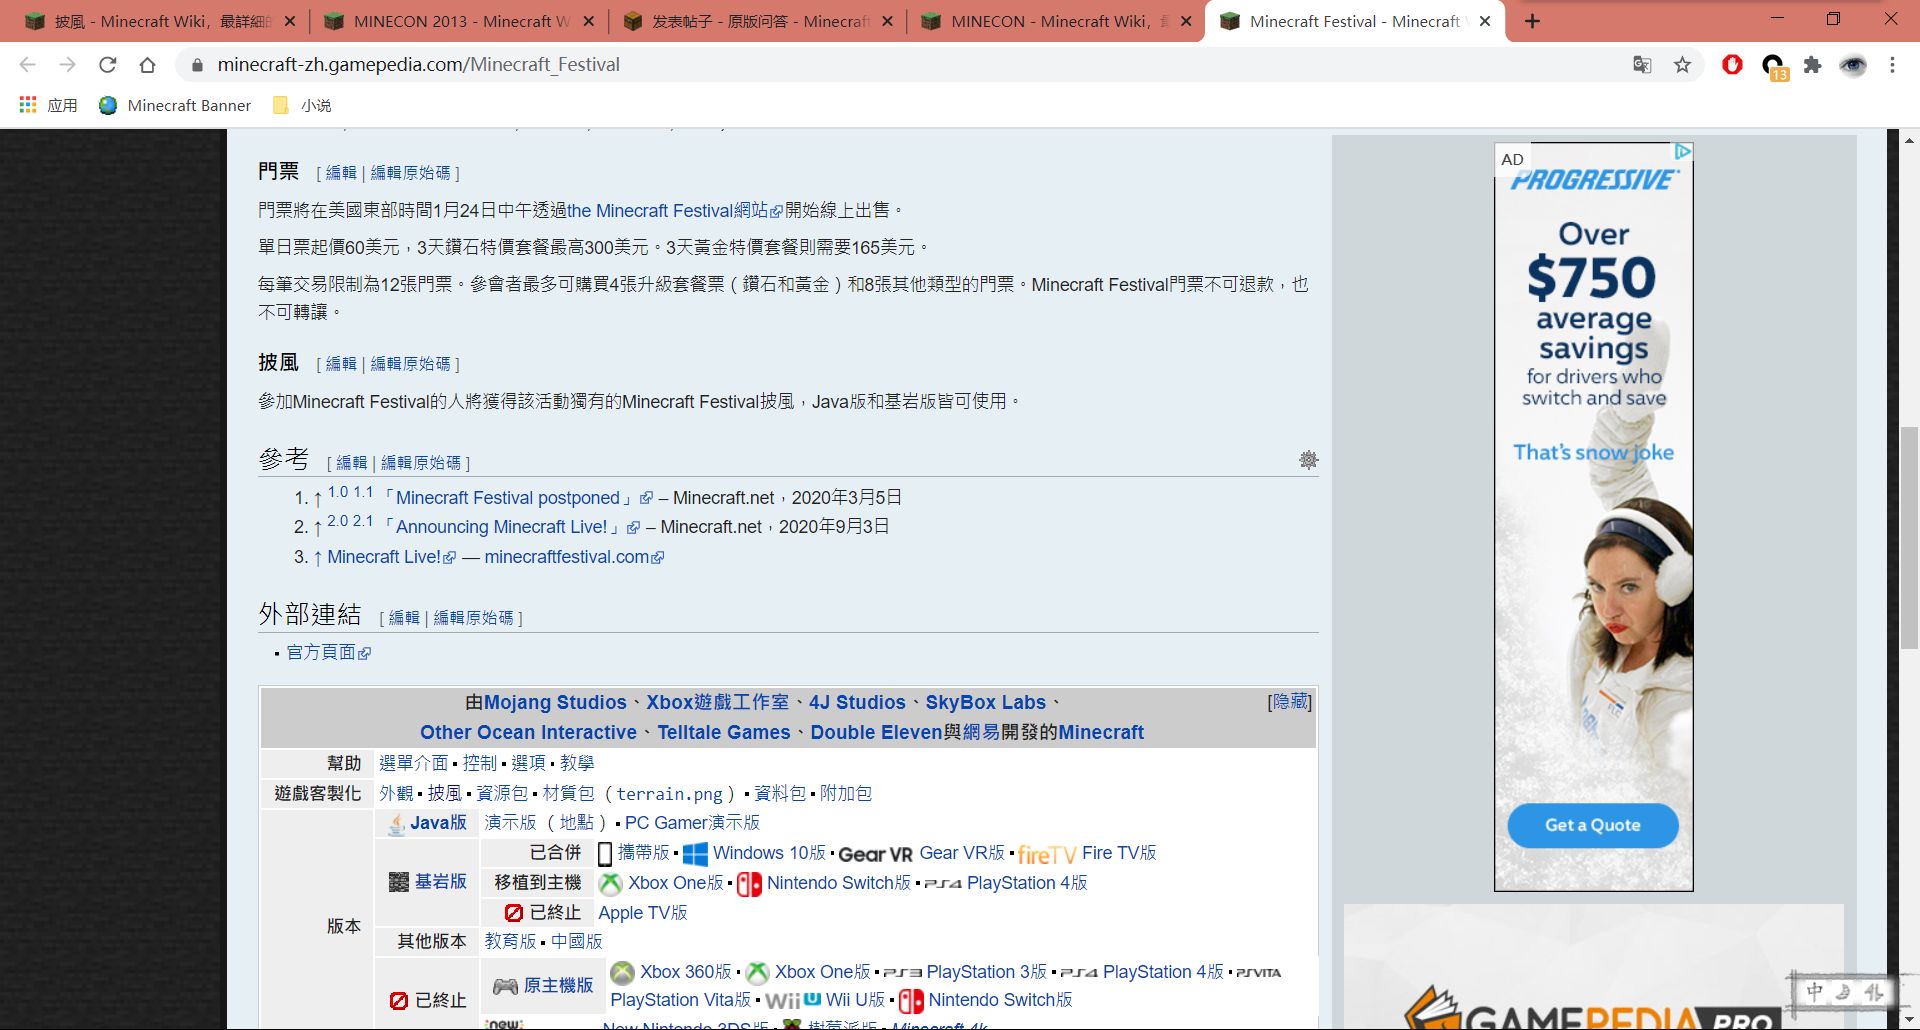 披風 - Minecraft Wiki，最詳細的
MINECON 2013 - Minecraft W
发表帖子 - 原版问答 - Minecraft
MINECON - Minecraft Wiki，最
Minecraft Festival - Minecraft W
minecraft-zh.gamepedia.com/Minecraft_Festival
13
应用
Minecraft Banner
小说
門票 [ 編輯 | 編輯原始碼 ]
門票將在美國東部時間1月24日中午透過the Minecraft Festival網站開始線上出售。
單日票起價60美元，3天鑽石特價套餐最高300美元。3天黃金特價套餐則需要165美元。
每筆交易限制為12張門票。參會者最多可購買4張升級套餐票（鑽石和黃金）和8張其他類型的門票。Minecraft Festival門票不可退款，也
不可轉讓。
披風 [ 編輯 | 編輯原始碼 ]
參加Minecraft Festival的人將獲得該活動獨有的Minecraft Festival披風，Java版和基岩版皆可使用。
參考 [ 編輯 | 編輯原始碼 ]
1. ↑ 1.0 1.1 「Minecraft Festival postponed」 – Minecraft.net，2020年3月5日
2. ↑ 2.0 2.1 「Announcing Minecraft Live!」 – Minecraft.net，2020年9月3日
3. ↑ Minecraft Live! — minecraftfestival.com
外部連結 [ 編輯 | 編輯原始碼 ]
▪ 官方頁面
由Mojang Studios、Xbox遊戲工作室、4J Studios、SkyBox Labs、
[隐藏]
Other Ocean Interactive、Telltale Games、Double Eleven與網易開發的Minecraft
幫助 選單介面 ▪ 控制 ▪ 選項 ▪ 教學
遊戲客製化 外觀 ▪ 披風 ▪ 資源包 ▪ 材質包（terrain.png） ▪ 資料包 ▪ 附加包
版本
Java版 演示版（地點） ▪ PC Gamer演示版
基岩版
已合併 攜帶版 ▪ Windows 10版 ▪ Gear VR Gear VR版 ▪ fireTV Fire TV版
移植到主機 Xbox One版 ▪ Nintendo Switch版 ▪ PS4 PlayStation 4版
已終止 Apple TV版
其他版本 教育版 ▪ 中國版
已終止
原主機版 Xbox 360版 ▪ Xbox One版 ▪ PS3 PlayStation 3版 ▪ PS4 PlayStation 4版 ▪ PSVITA
PlayStation Vita版 ▪ WiiU Wii U版 ▪ Nintendo Switch版
new New Nintendo 3DS版 ▪ 樹莓派版 ▪ Minecraft 4k
AD
PROGRESSIVE
Over
$750
average
savings
for drivers who
switch and save
That's snow joke
Get a Quote
GAMEPEDIA PRO
中